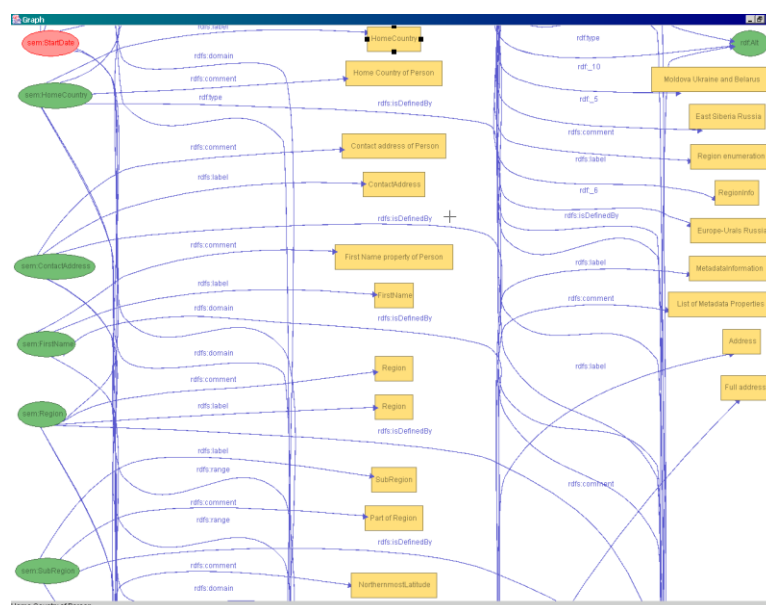 Graph
rdfs:label
sem:StartDate
HomeCountry
rdf:type
rdf:Alt
rdfs:domain
rdf_10
Home Country of Person
rdfs:comment
Moldova Ukraine and Belarus
sem:HomeCountry
rdf:type
rdfs:isDefinedBy
rdf_5
East Siberia Russia
rdfs:comment
Contact address of Person
rdfs:comment
rdfs:label
Region enumeration
rdfs:label
ContactAddress
rdf_6
RegionInfo
rdfs:isDefinedBy
rdfs:isDefinedBy
Europe-Urals Russia
rdfs:comment
First Name property of Person
sem:ContactAddress
rdfs:label
MetadataInformation
rdfs:label
FirstName
rdfs:comment
List of Metadata Properties
rdfs:domain
rdfs:isDefinedBy
sem:FirstName
Address
rdfs:domain
Region
rdfs:label
rdfs:comment
Full address
rdfs:label
Region
sem:Region
rdfs:isDefinedBy
rdfs:label
rdfs:range
SubRegion
rdfs:comment
rdfs:comment
Part of Region
rdfs:range
rdfs:isDefinedBy
sem:SubRegion
rdfs:comment
NorthernmostLatitude
rdfs:domain
Home Country of Person